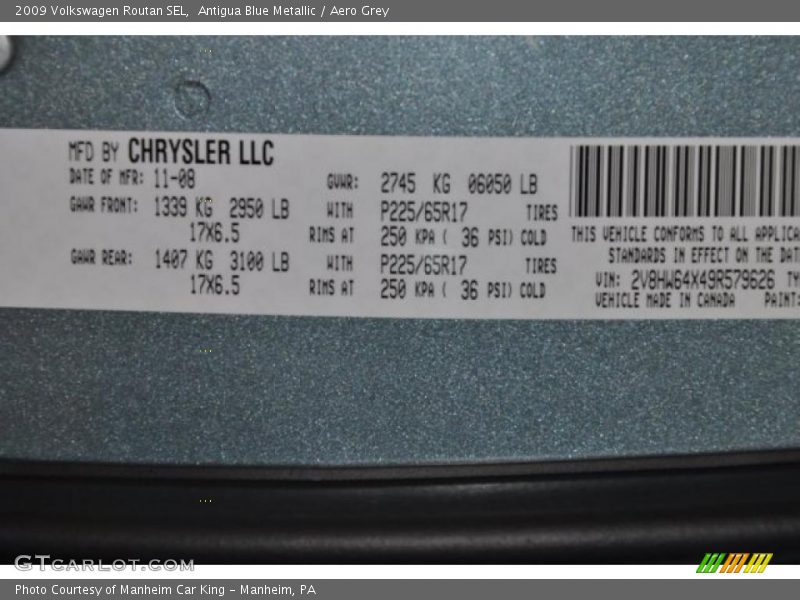 2009 Volkswagen Routan SEL,  Antigua Blue Metallic / Aero Grey
MFD BY CHRYSLER LLC
DATE OF MFR: 11-08 GVWR: 2745 KG 06050 LB
GAWR FRONT: 1339 KG 2950 LB WITH P225/65R17 TIRES
17X6.5 RIMS AT 250 KPA ( 36 PSI) COLD
GAWR REAR: 1407 KG 3100 LB WITH P225/65R17 TIRES
17X6.5 RIMS AT 250 KPA ( 36 PSI) COLD
THIS VEHICLE CONFORMS TO ALL APPLICA
STANDARDS IN EFFECT ON THE DAT
VIN: 2V8HW64X49R579626 TY
VEHICLE MADE IN CANADA PAINT:
GTCARLOT.COM
Photo Courtesy of Manheim Car King – Manheim, PA